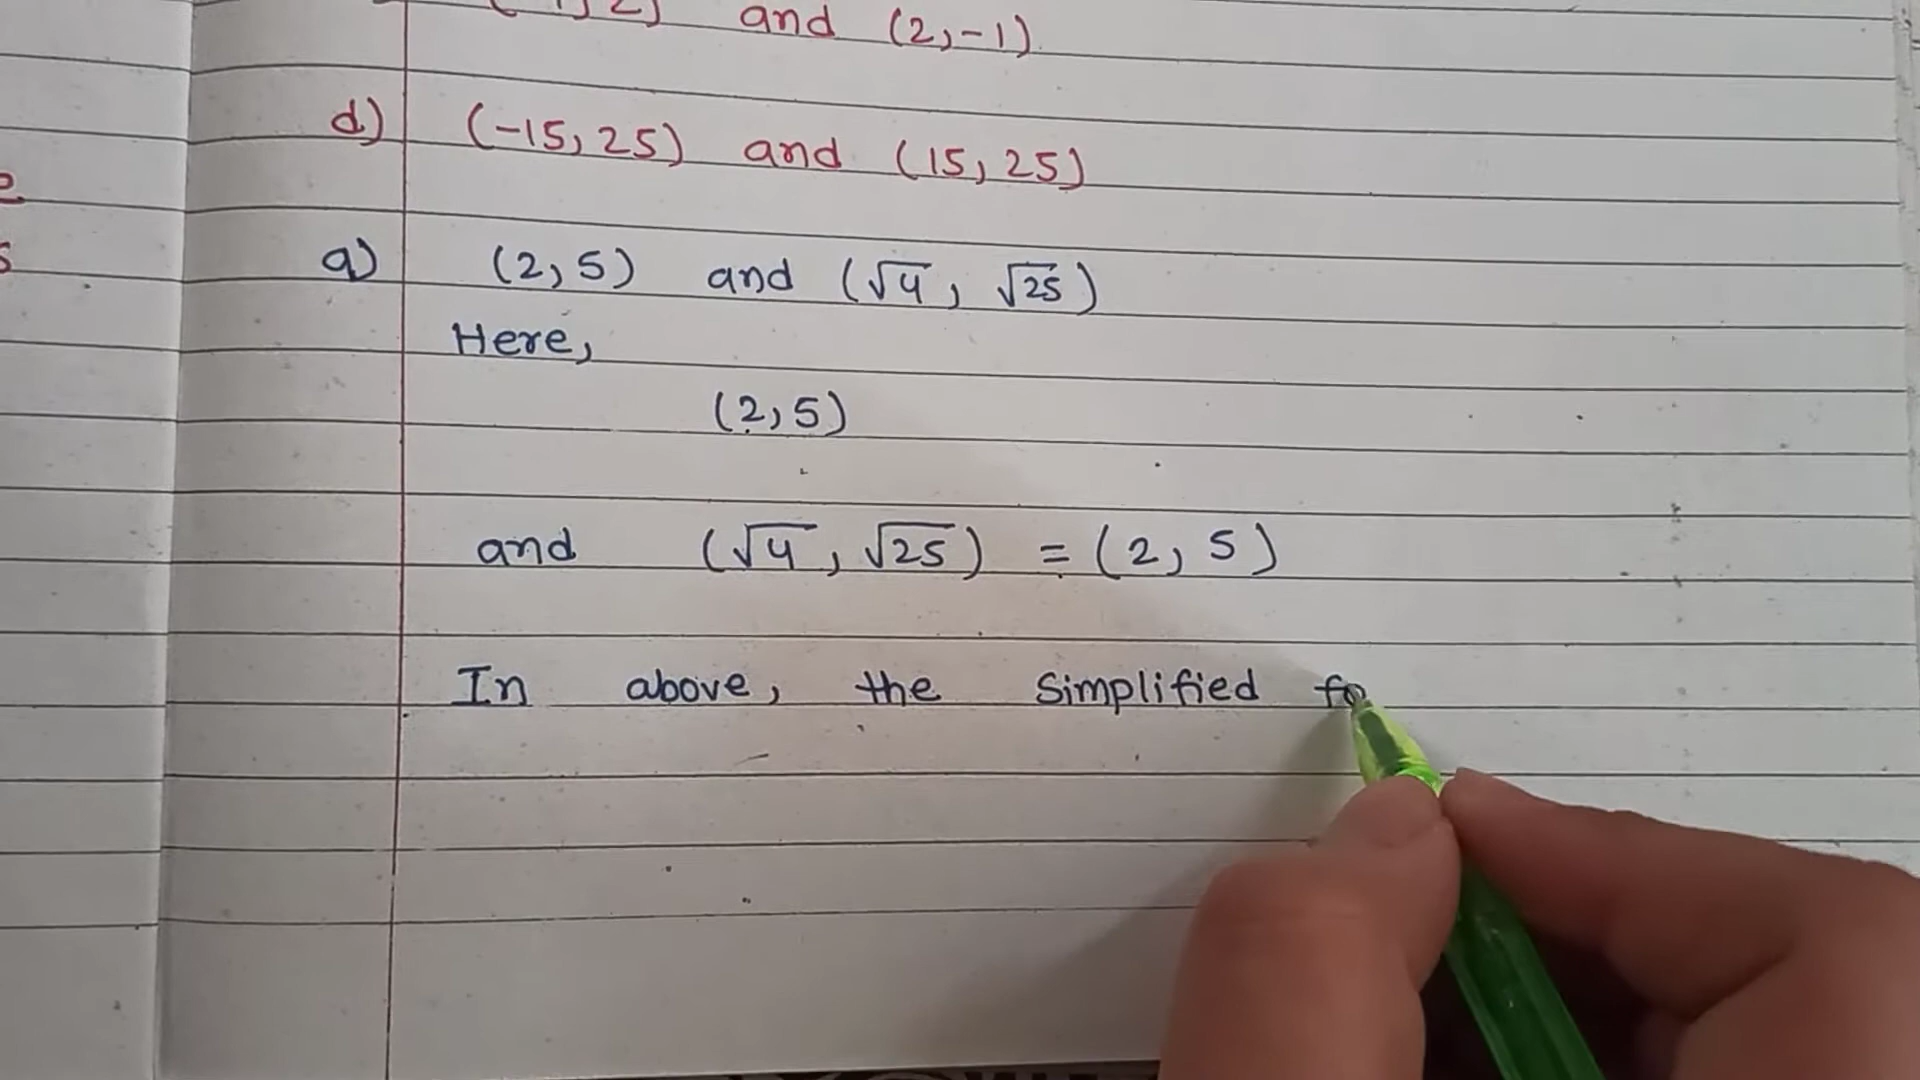 and (2,-1)
d) (-15, 25) and (15, 25)
a) (2, 5) and (√4, √25)
Here,
(2, 5)
and (√4, √25) = (2, 5)
In above, the simplified fo